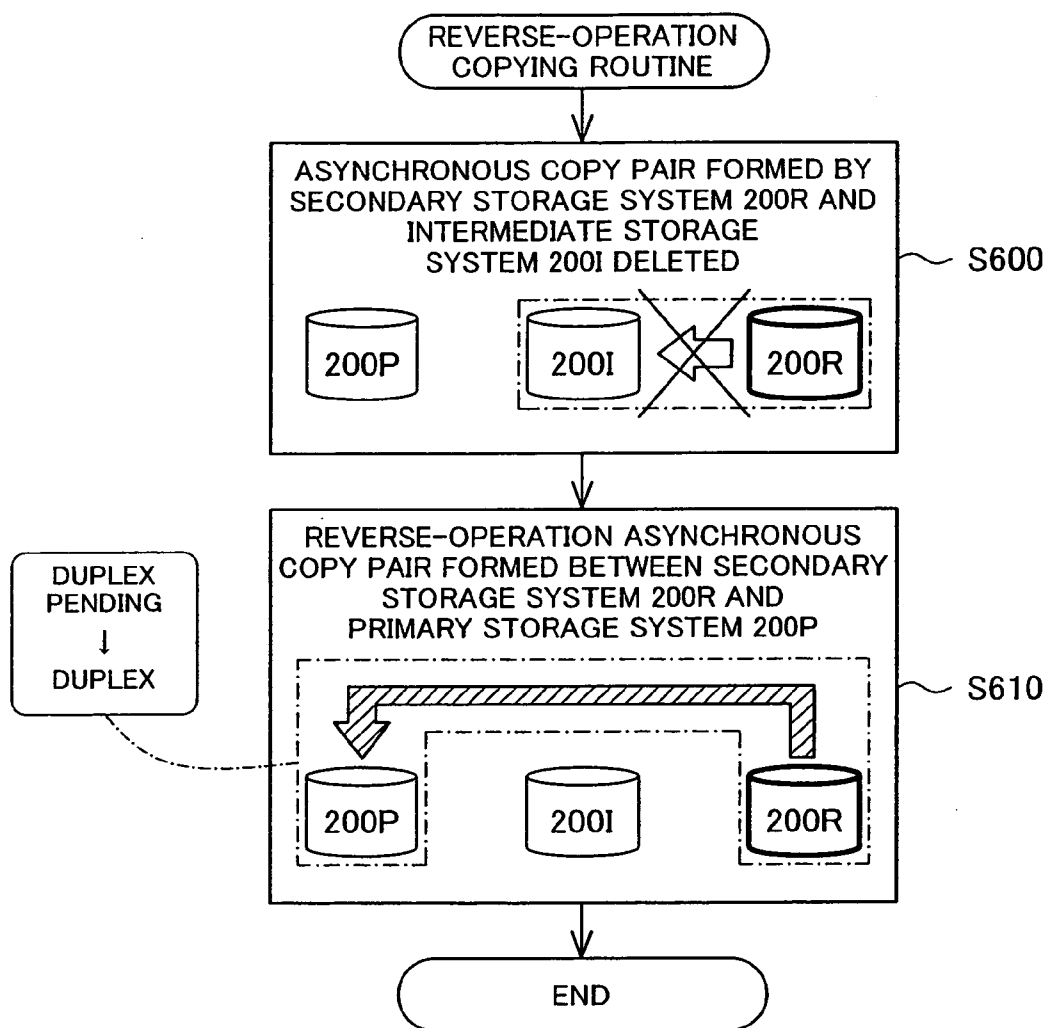 REVERSE-OPERATION
COPYING ROUTINE
ASYNCHRONOUS COPY PAIR FORMED BY
SECONDARY STORAGE SYSTEM 200R AND
INTERMEDIATE STORAGE
SYSTEM 200I DELETED
S600
200P
200I
200R
REVERSE-OPERATION ASYNCHRONOUS
COPY PAIR FORMED BETWEEN SECONDARY
STORAGE SYSTEM 200R AND
PRIMARY STORAGE SYSTEM 200P
DUPLEX
PENDING
↓
DUPLEX
S610
200P
200I
200R
END